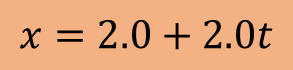 x = 2.0 + 2.0t